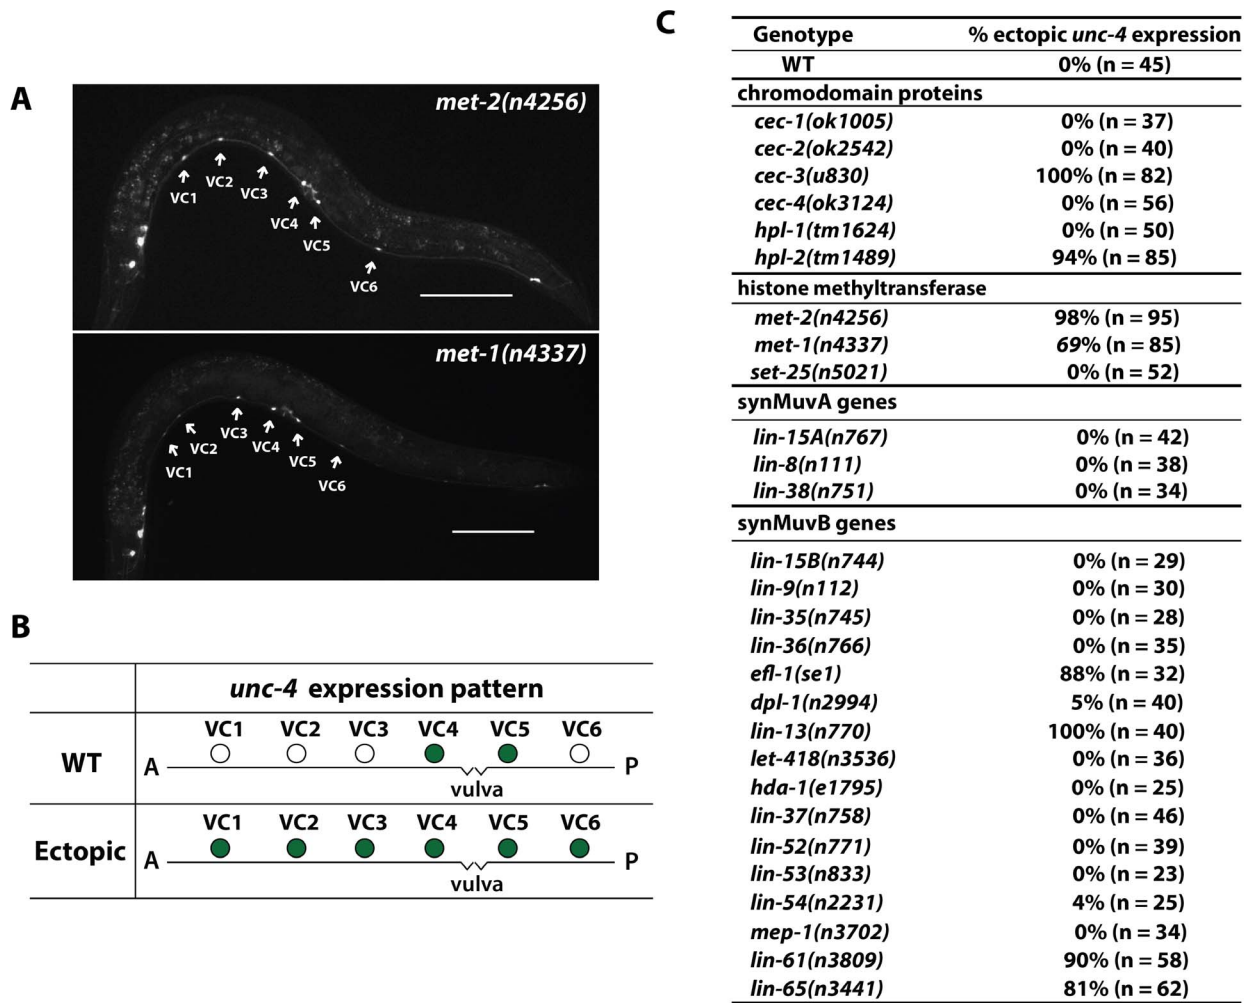 A
met-2(n4256)
VC1
VC2
VC3
VC4
VC5
VC6
met-1(n4337)
VC1
VC2
VC3
VC4
VC5
VC6
B
unc-4 expression pattern
WT
VC1 VC2 VC3 VC4 VC5 VC6
A P
vulva
Ectopic
VC1 VC2 VC3 VC4 VC5 VC6
A P
vulva
C
Genotype % ectopic unc-4 expression
WT 0% (n = 45)
chromodomain proteins
cec-1(ok1005) 0% (n = 37)
cec-2(ok2542) 0% (n = 40)
cec-3(u830) 100% (n = 82)
cec-4(ok3124) 0% (n = 56)
hpl-1(tm1624) 0% (n = 50)
hpl-2(tm1489) 94% (n = 85)
histone methyltransferase
met-2(n4256) 98% (n = 95)
met-1(n4337) 69% (n = 85)
set-25(n5021) 0% (n = 52)
synMuvA genes
lin-15A(n767) 0% (n = 42)
lin-8(n111) 0% (n = 38)
lin-38(n751) 0% (n = 34)
synMuvB genes
lin-15B(n744) 0% (n = 29)
lin-9(n112) 0% (n = 30)
lin-35(n745) 0% (n = 28)
lin-36(n766) 0% (n = 35)
efl-1(se1) 88% (n = 32)
dpl-1(n2994) 5% (n = 40)
lin-13(n770) 100% (n = 40)
let-418(n3536) 0% (n = 36)
hda-1(e1795) 0% (n = 25)
lin-37(n758) 0% (n = 46)
lin-52(n771) 0% (n = 39)
lin-53(n833) 0% (n = 23)
lin-54(n2231) 4% (n = 25)
mep-1(n3702) 0% (n = 34)
lin-61(n3809) 90% (n = 58)
lin-65(n3441) 81% (n = 62)